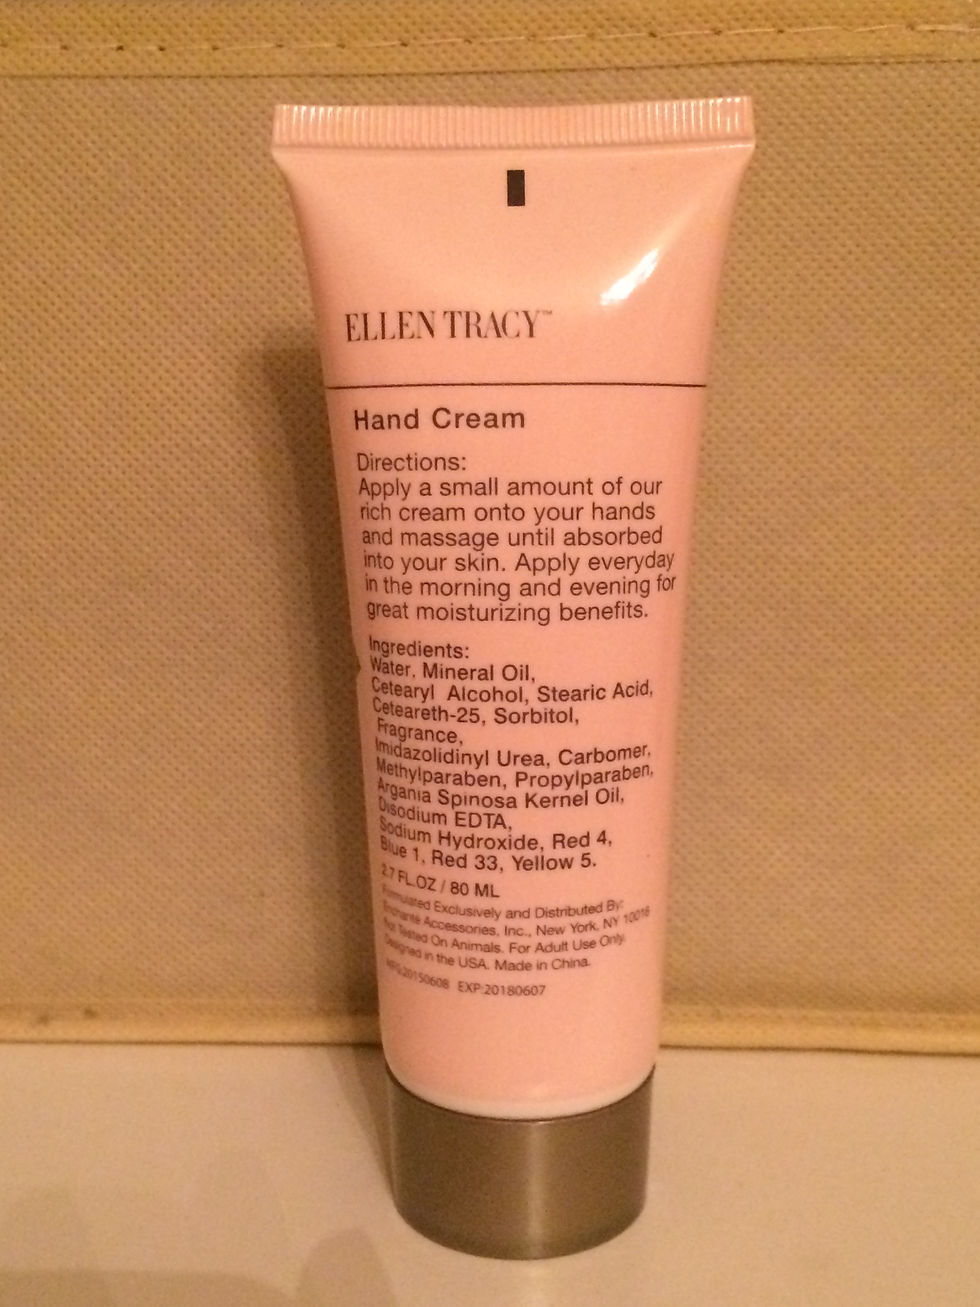 ELLEN TRACY™
Hand Cream
Directions:
Apply a small amount of our
rich cream onto your hands
and massage until absorbed
into your skin. Apply everyday
in the morning and evening for
great moisturizing benefits.
Ingredients:
Water, Mineral Oil,
Cetearyl Alcohol, Stearic Acid,
Ceteareth-25, Sorbitol,
Fragrance,
Imidazolidinyl Urea, Carbomer,
Methylparaben, Propylparaben,
Argania Spinosa Kernel Oil,
Disodium EDTA,
Sodium Hydroxide, Red 4,
Blue 1, Red 33, Yellow 5.
2.7 FL.OZ / 80 ML
Formulated Exclusively and Distributed By:
Enchanté Accessories, Inc., New York, NY 10016
Not Tested On Animals. For Adult Use Only.
Designed in the USA. Made in China.
MFG:20150608 EXP:20180607